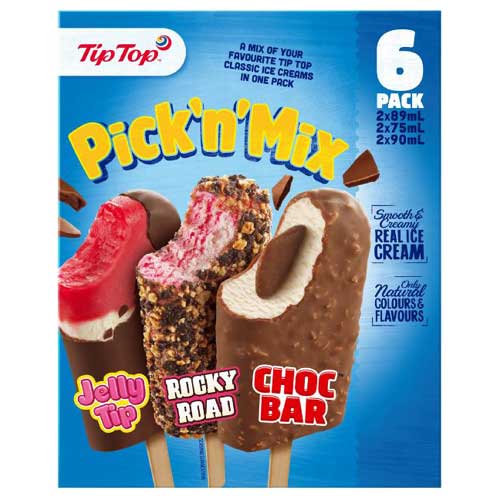 Tip Top
A MIX OF YOUR
FAVOURITE TIP TOP
CLASSIC ICE CREAMS
IN ONE PACK
6
PACK
2x89mL
2x75mL
2x90mL
Pick'n'Mix
Smooth &
Creamy
REAL ICE
CREAM
Only
Natural
COLOURS &
FLAVOURS
Jelly
Tip
ROCKY
ROAD
CHOC
BAR™